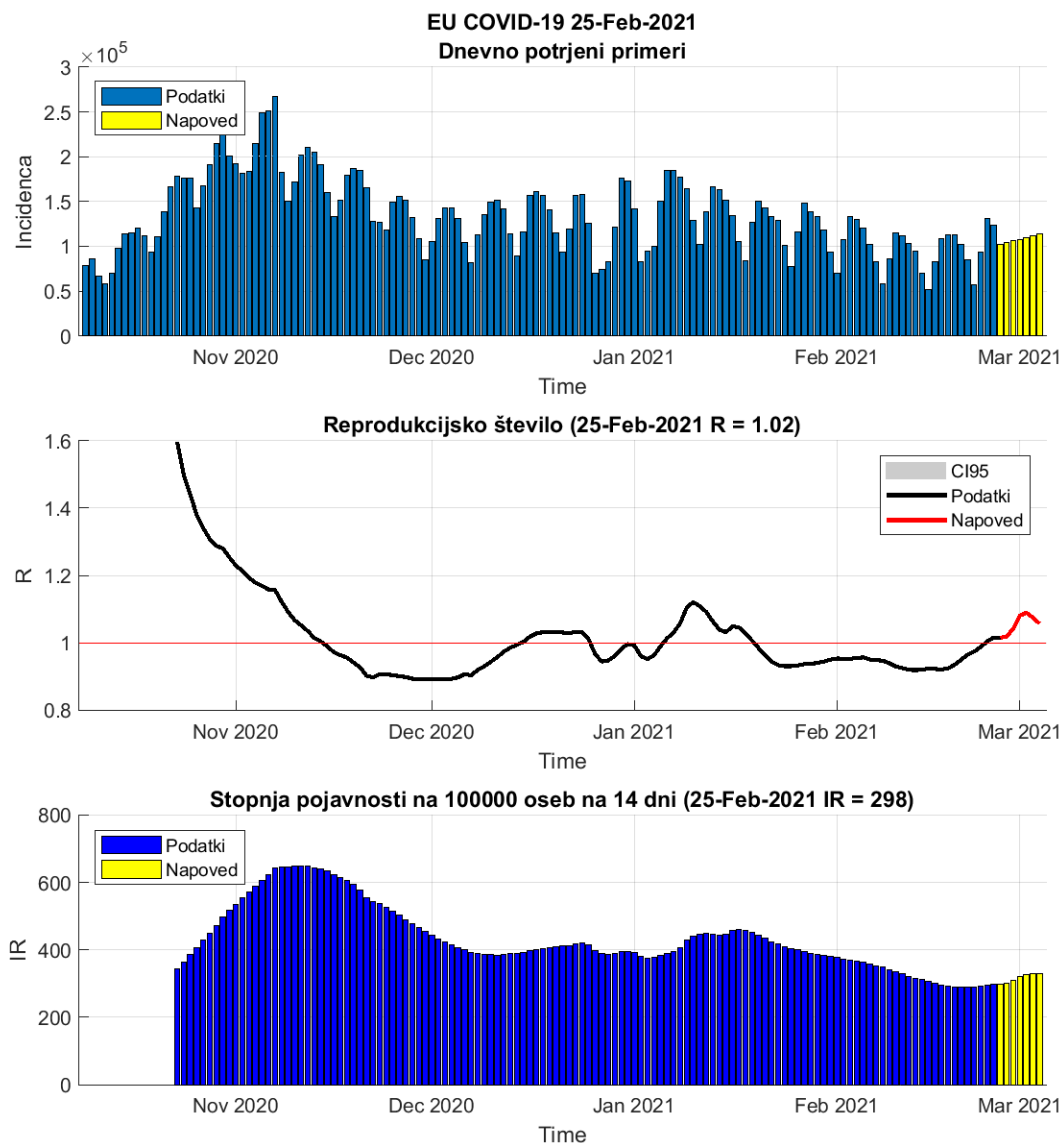 EU COVID-19 25-Feb-2021
Dnevno potrjeni primeri
×10^5
3
2.5
2
1.5
1
0.5
0
Incidenca
Podatki
Napoved
Nov 2020 Dec 2020 Jan 2021 Feb 2021 Mar 2021
Time
Reprodukcijsko število (25-Feb-2021 R = 1.02)
1.6
1.4
1.2
1
0.8
R
CI95
Podatki
Napoved
Nov 2020 Dec 2020 Jan 2021 Feb 2021 Mar 2021
Time
Stopnja pojavnosti na 100000 oseb na 14 dni (25-Feb-2021 IR = 298)
800
600
400
200
0
IR
Podatki
Napoved
Nov 2020 Dec 2020 Jan 2021 Feb 2021 Mar 2021
Time